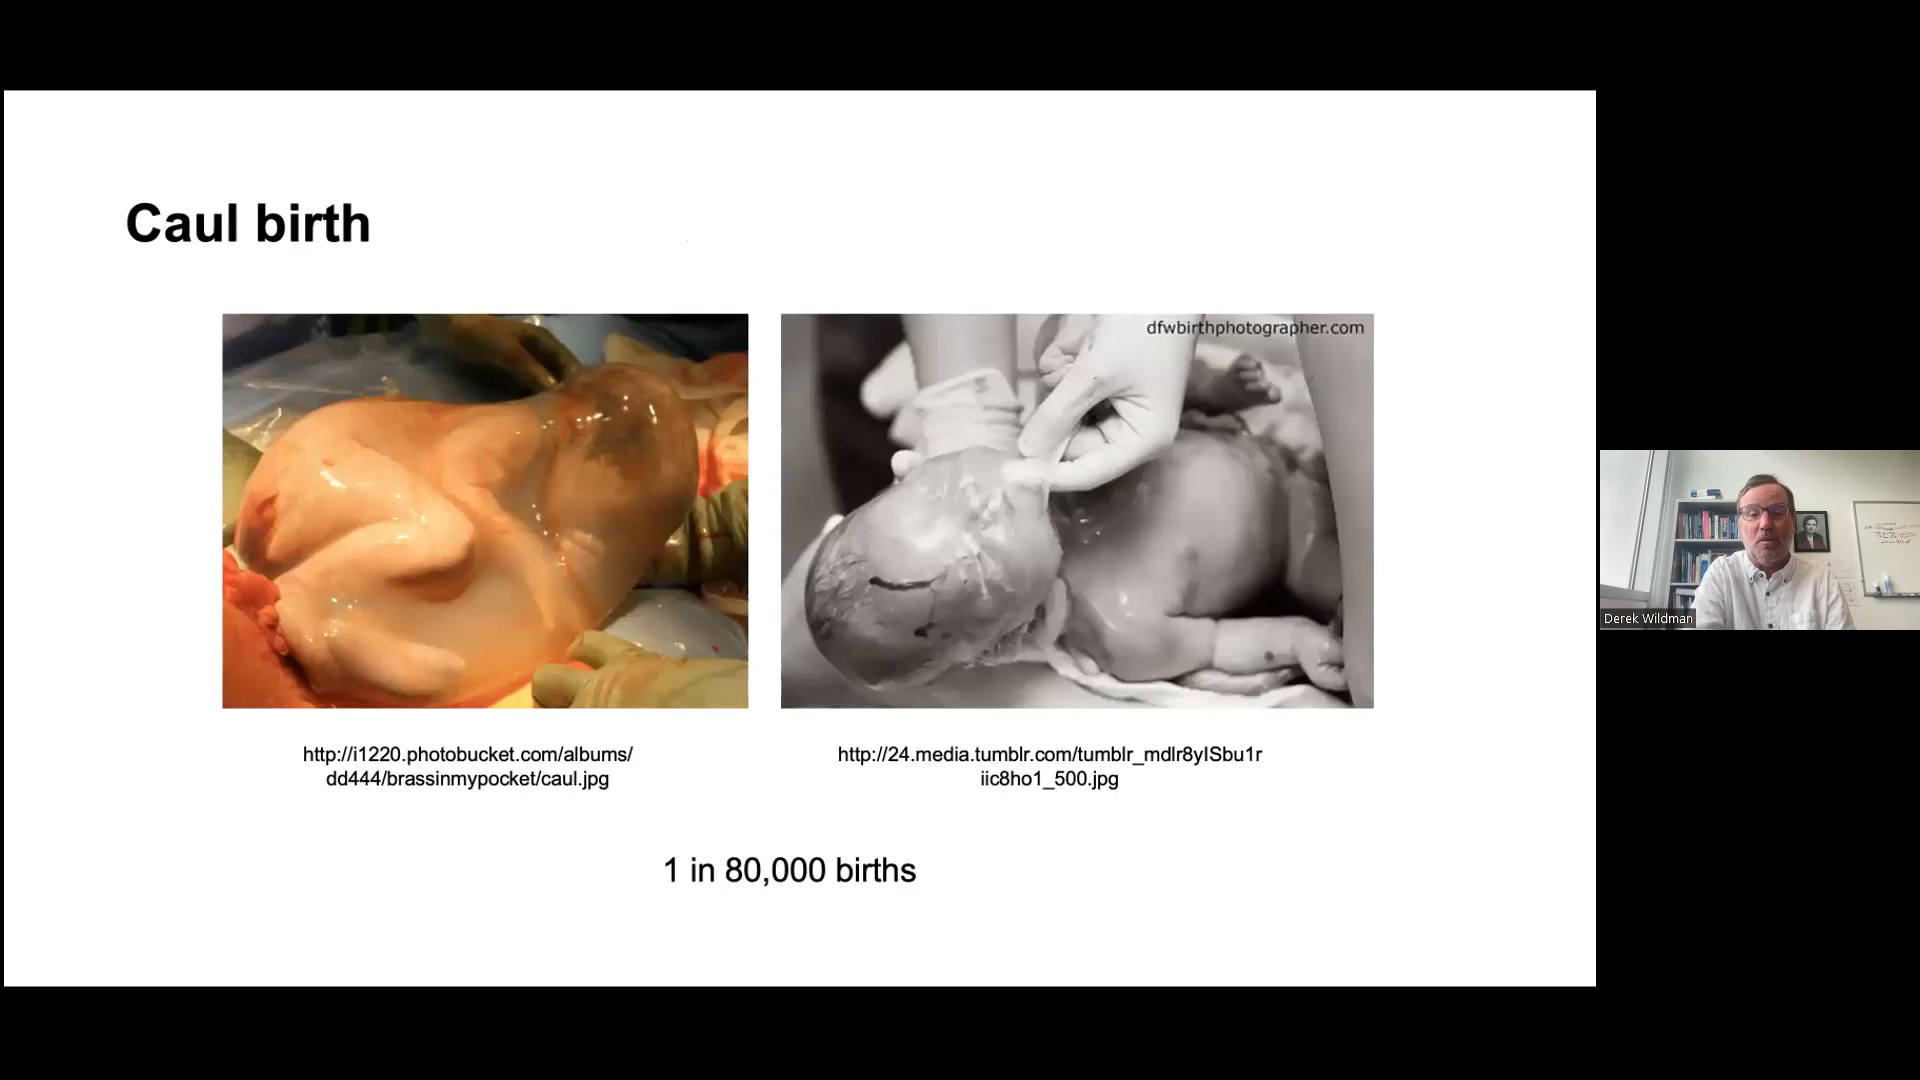 Caul birth
dfwbirthphotographer.com
http://i1220.photobucket.com/albums/
dd444/brassinmypocket/caul.jpg
http://24.media.tumblr.com/tumblr_mdlr8yISbu1r
iic8ho1_500.jpg
1 in 80,000 births
Derek Wildman